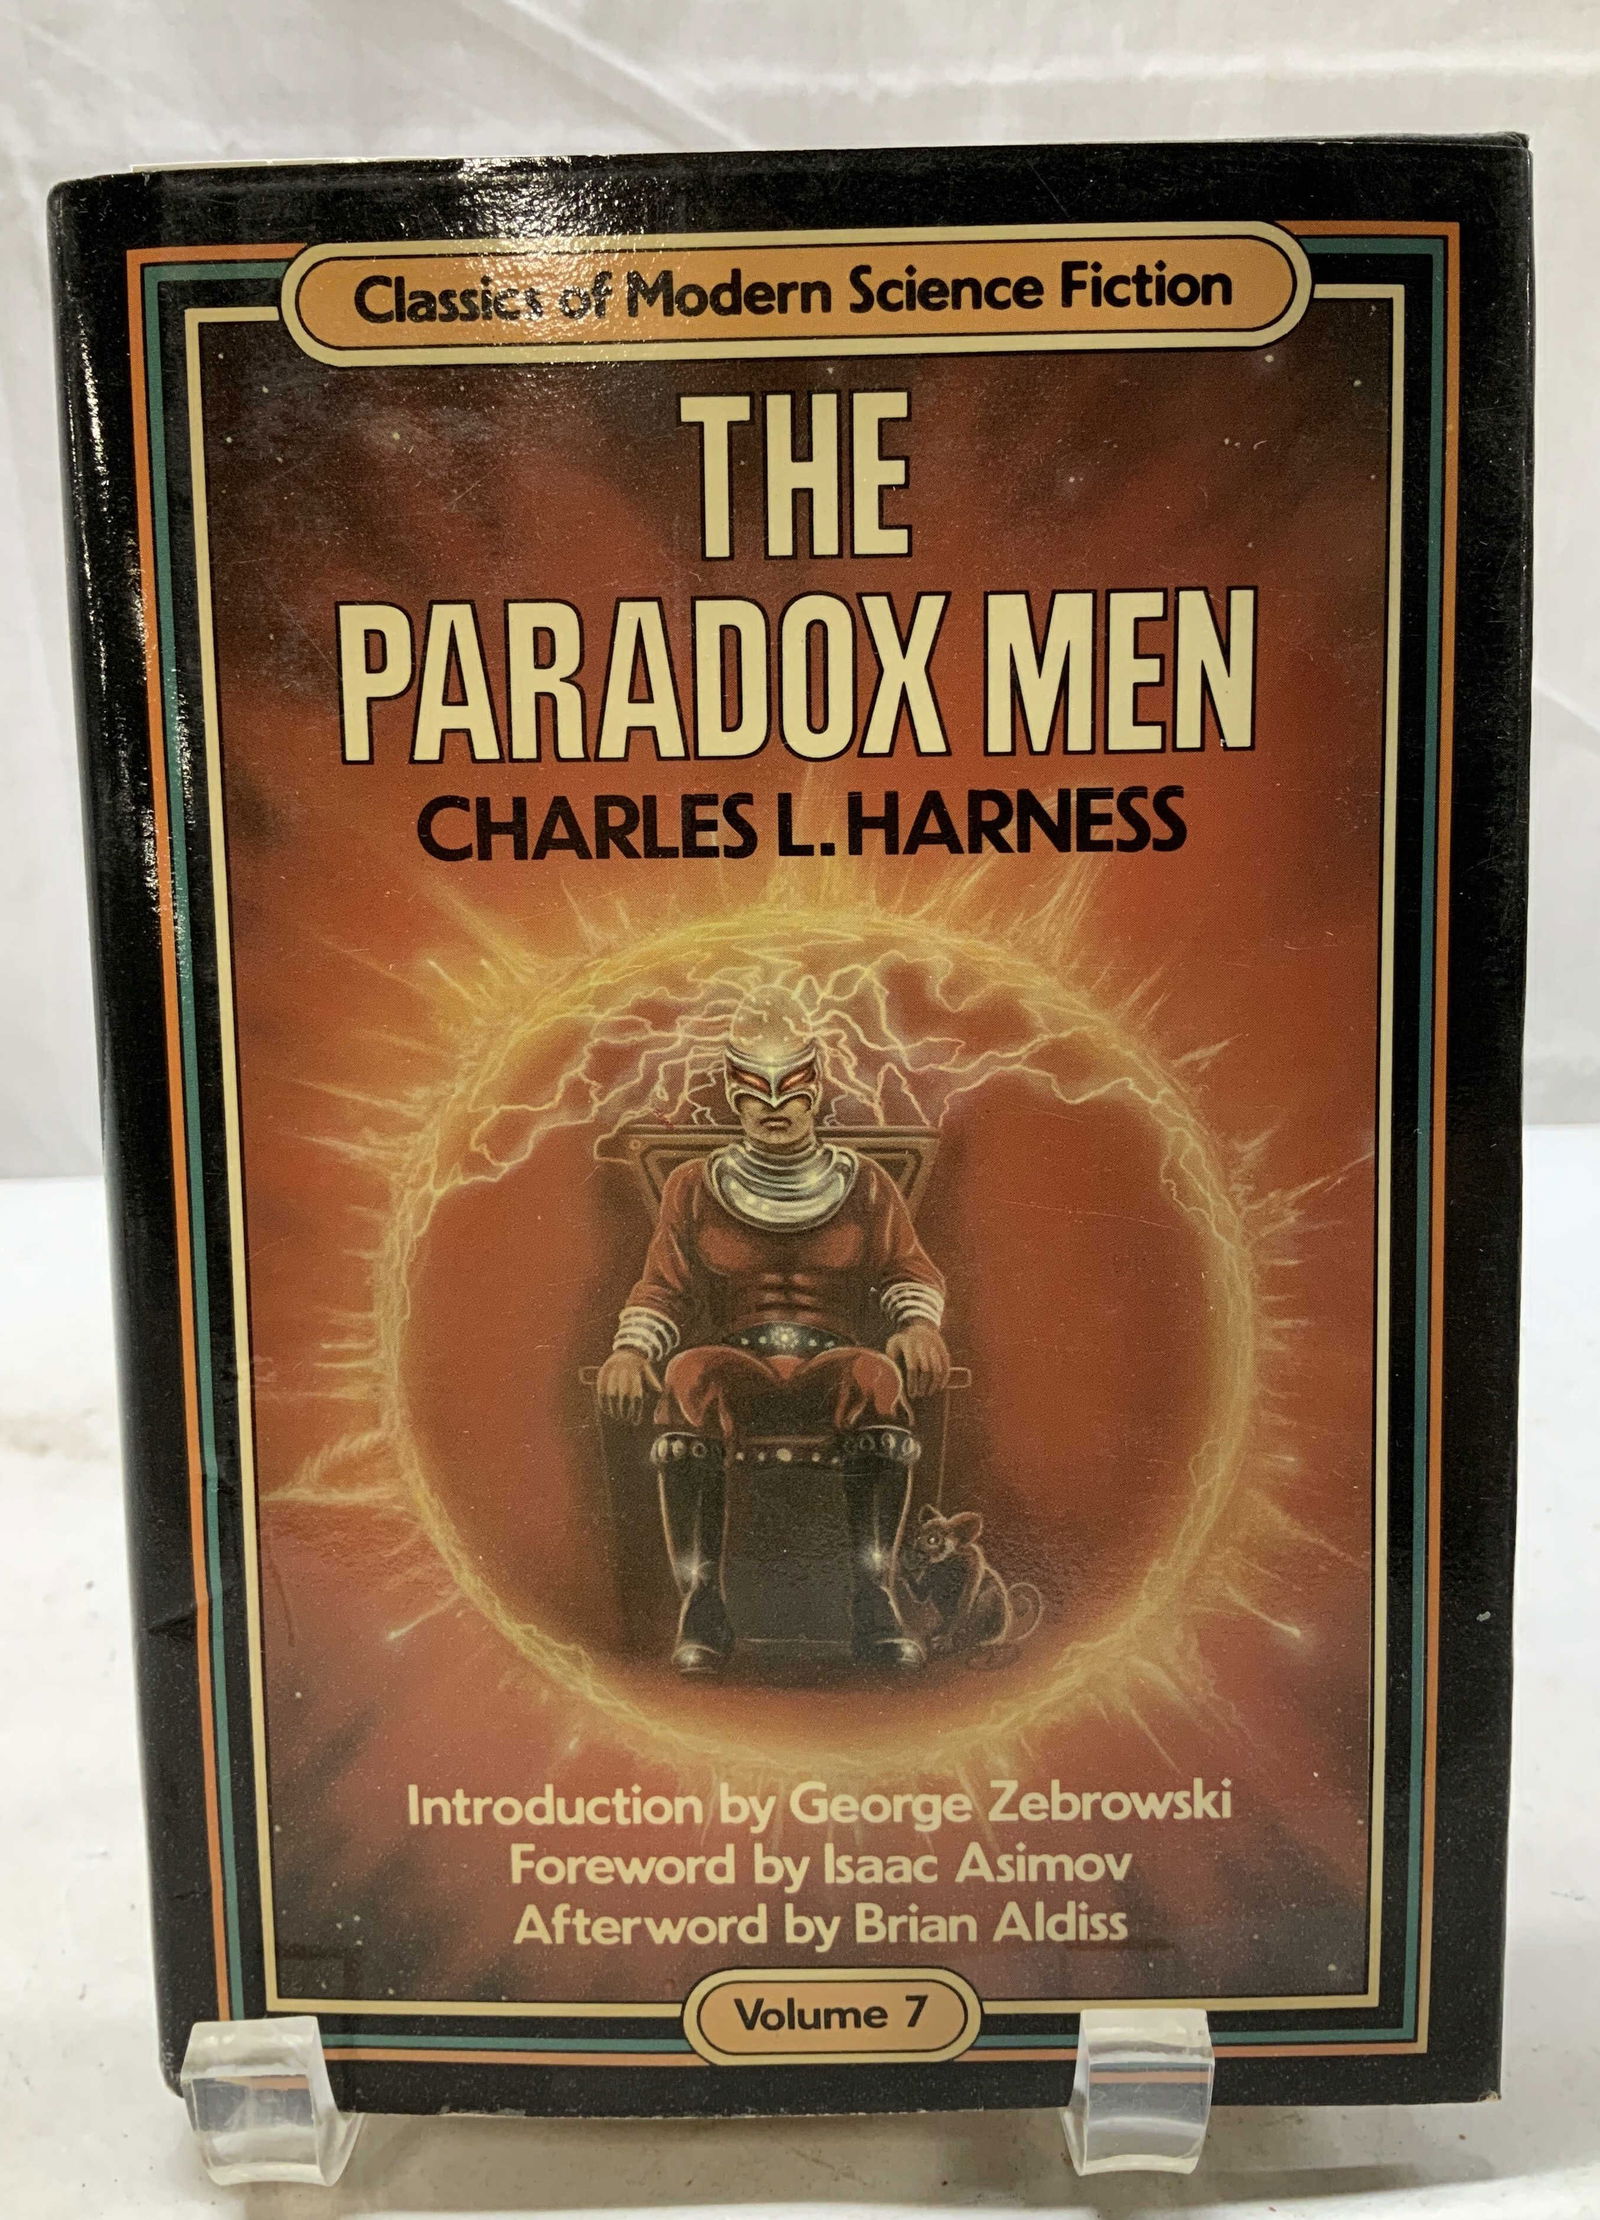 Classics of Modern Science Fiction
THE
PARADOX MEN
CHARLES L. HARNESS
Introduction by George Zebrowski
Foreword by Isaac Asimov
Afterword by Brian Aldiss
Volume 7